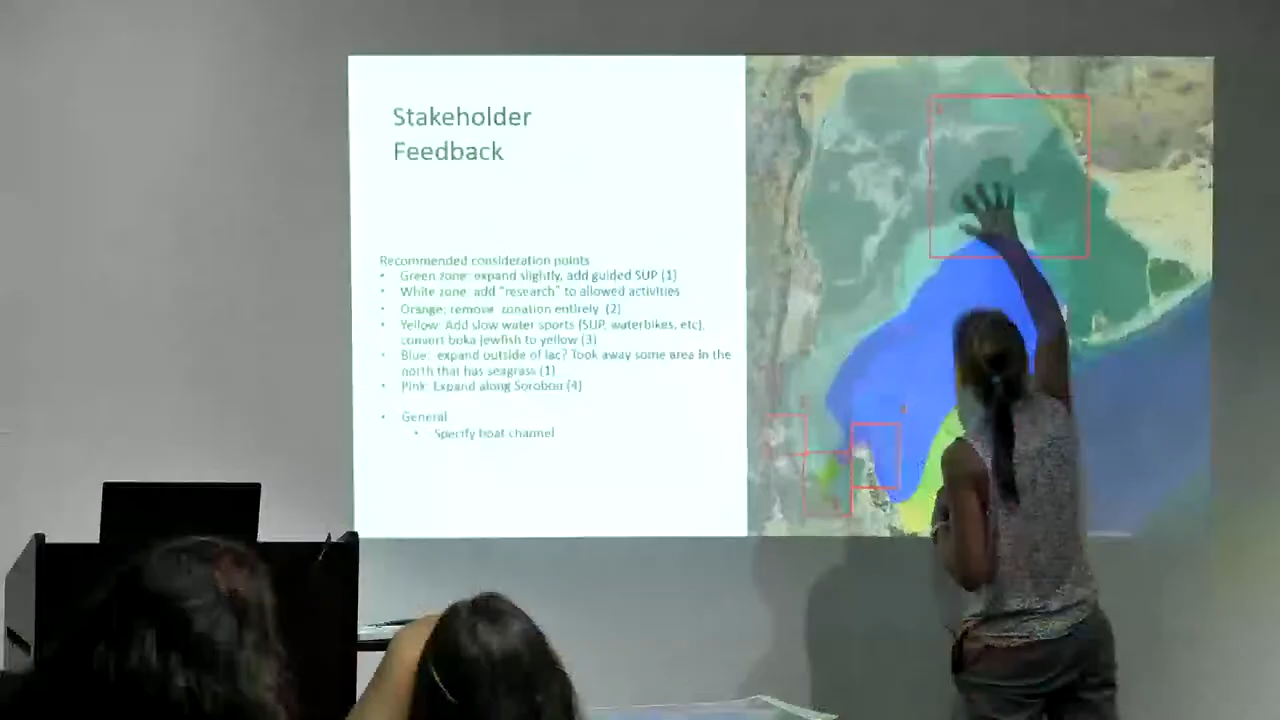 Stakeholder
Feedback
Recommended consideration points
• Green zone: expand slightly, add guided SUP (1)
• White zone: add "research" to allowed activities
• Orange: remove zonation entirely (2)
• Yellow: Add slow water sports (SUP, waterbikes, etc),
convert boka jewfish to yellow (3)
• Blue: expand outside of lac? Took away some area in the
north that has seagrass (1)
• Pink: Expand along Sorobon (4)
• General
• Specify boat channel